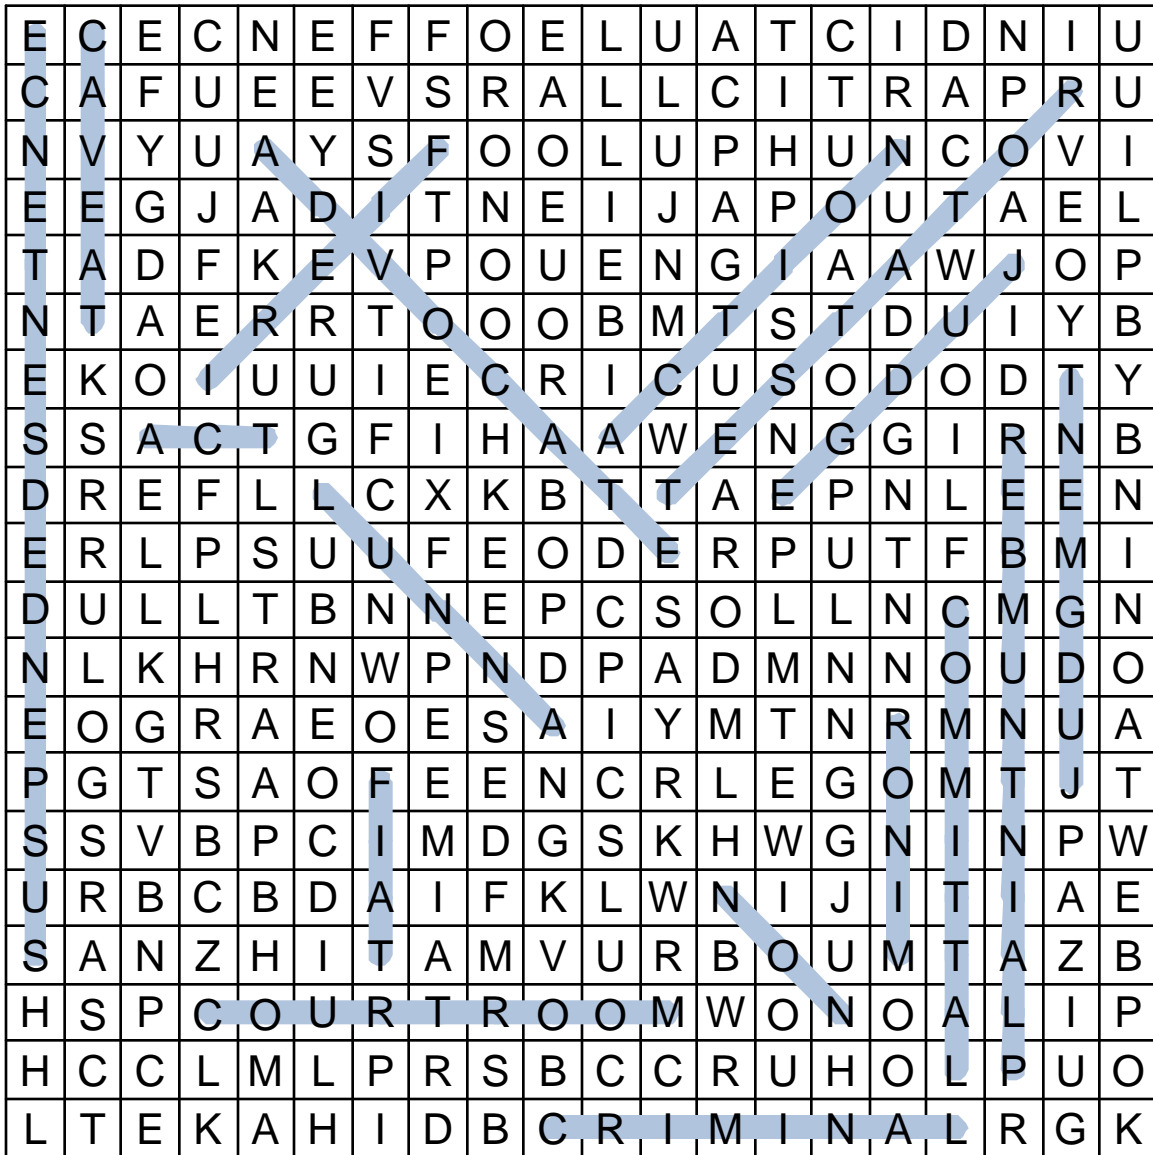 E C E C N E F F O E L U A T C I D N I U
C A F U E E V S R A L L C I T R A P R U
N V Y U A Y S F O O L U P H U N C O V I
E E G J A D I T N E I J A P O U T A E L
T A D F K E V P O U E N G I A A W J O P
N T A E R R T O O O B M T S T D U I Y B
E K O I U U I E C R I C U S O D O D T Y
S S A C T G F I H A A W E N G G I R N B
D R E F L L C X K B T T A E P N L E E N
E R L P S U U F E O D E R P U T F B M I
D U L L T B N N E P C S O L L N C M G N
N L K H R N W P N D P A D M N N O U D O
E O G R A E O E S A I Y M T N R M N U A
P G T S A O F E E N C R L E G O M T J T
S S V B P C I M D G S K H W G N I N P W
U R B C B D A I F K L W N I J I T I A E
S A N Z H I T A M V U R B O U M T A Z B
H S P C O U R T R O O M W O N O A L I P
H C C L M L P R S B C C R U H O L P U O
L T E K A H I D B C R I M I N A L R G K